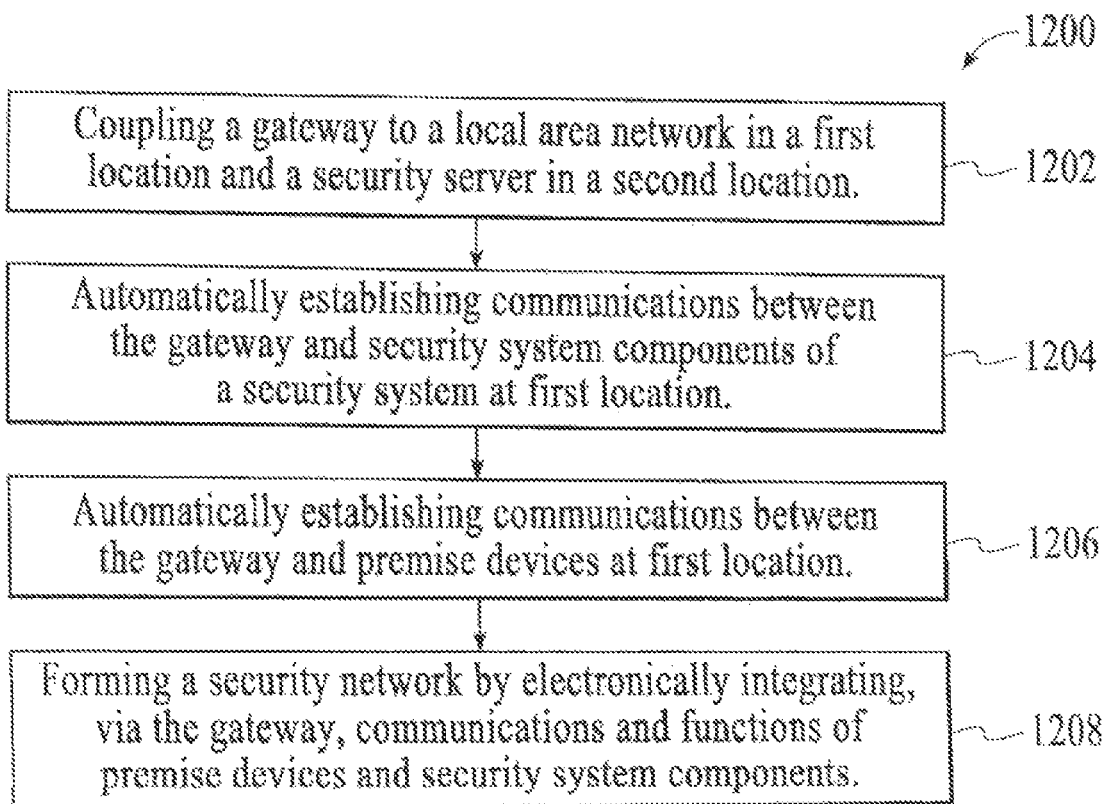 1200
Coupling a gateway to a local area network in a first
location and a security server in a second location.
1202
Automatically establishing communications between
the gateway and security system components of
a security system at first location.
1204
Automatically establishing communications between
the gateway and premise devices at first location.
1206
Forming a security network by electronically integrating,
via the gateway, communications and functions of
premise devices and security system components.
1208